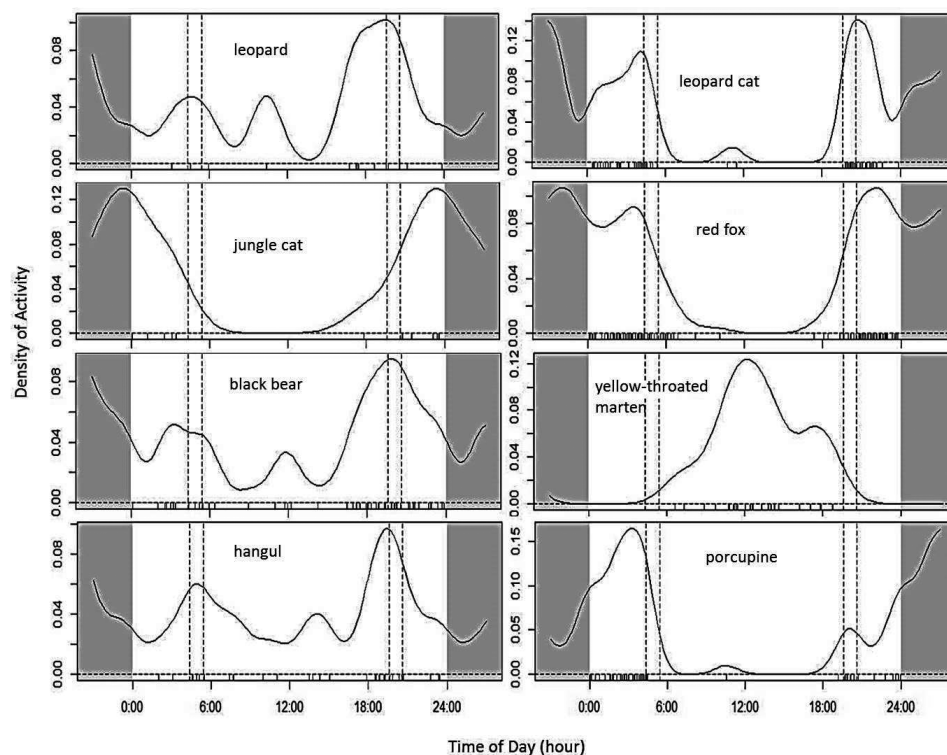 Density of Activity
leopard
0.00
0.04
0.08
leopard cat
0.00
0.04
0.08
0.12
jungle cat
0.00
0.04
0.08
0.12
red fox
0.00
0.04
0.08
black bear
0.00
0.04
0.08
yellow-throated
marten
0.00
0.04
0.08
0.12
hangul
0.00
0.04
0.08
porcupine
0.00
0.05
0.10
0.15
0:00 6:00 12:00 18:00 24:00
0:00 6:00 12:00 18:00 24:00
Time of Day (hour)